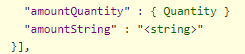 "amountQuantity" : { Quantity }
"amountString" : "<string>"
}],